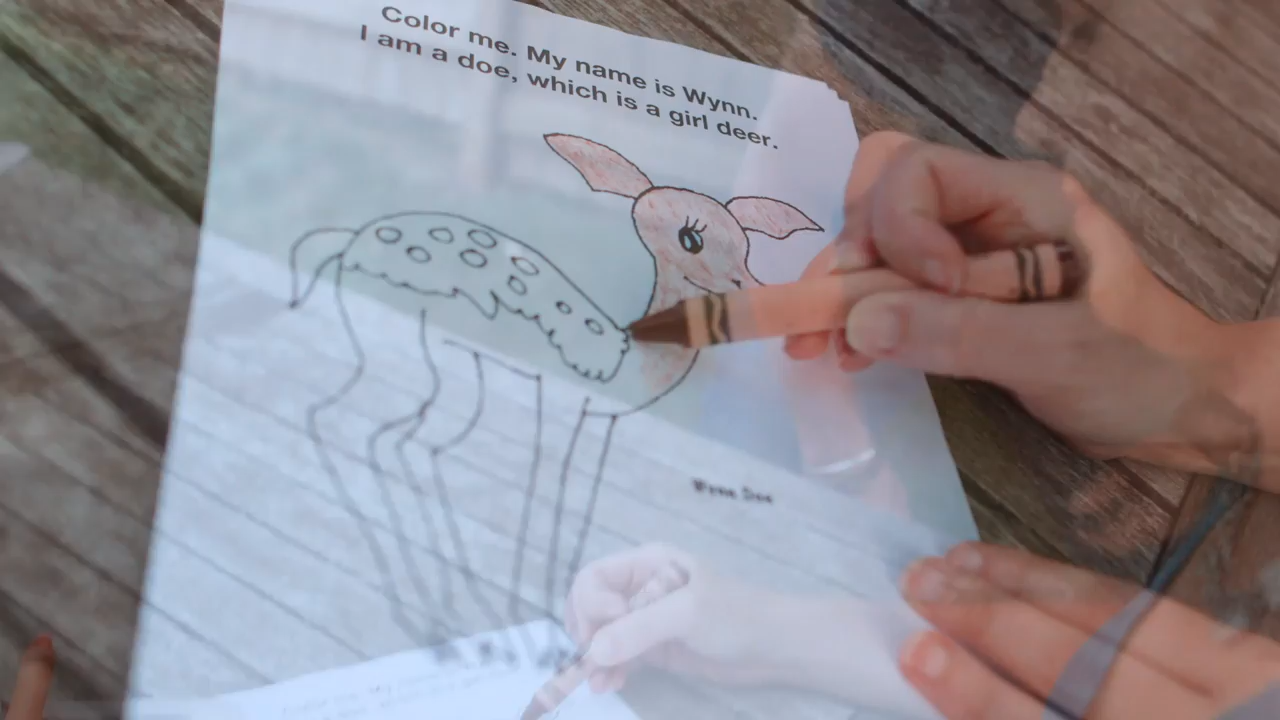 Color me. My name is Wynn.
I am a doe, which is a girl deer.
Wynn Doe